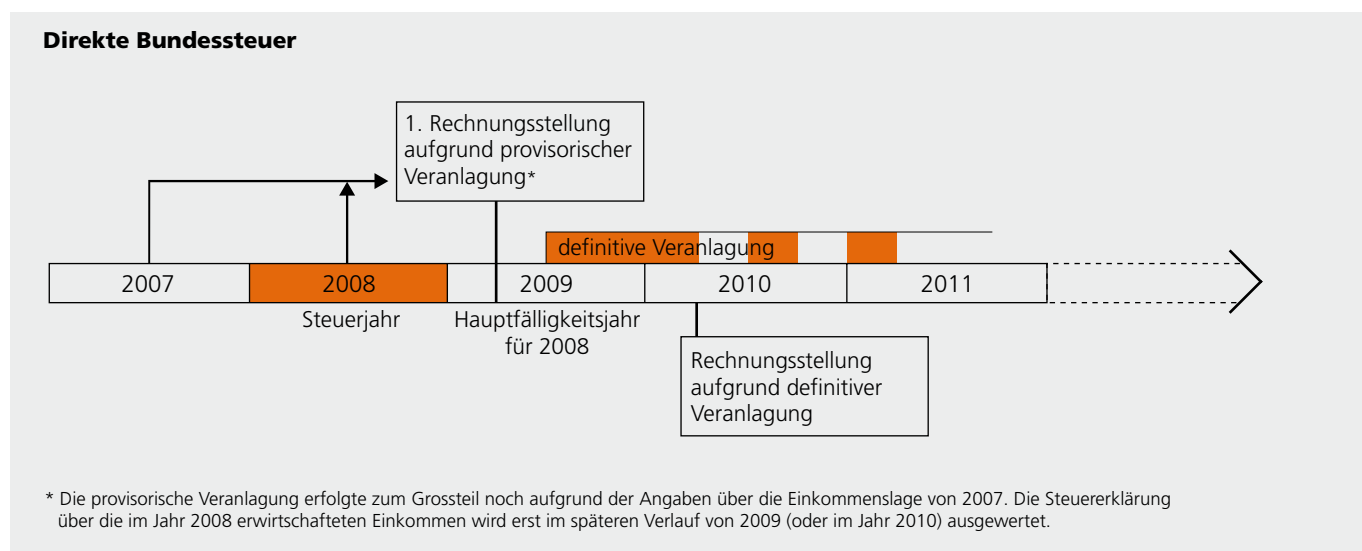 Direkte Bundessteuer
1. Rechnungsstellung
aufgrund provisorischer
Veranlagung*
definitive Veranlagung
2007
2008
2009
2010
2011
Steuerjahr
Hauptfälligkeitsjahr
für 2008
Rechnungsstellung
aufgrund definitiver
Veranlagung
* Die provisorische Veranlagung erfolgte zum Grossteil noch aufgrund der Angaben über die Einkommenslage von 2007. Die Steuererklärung
über die im Jahr 2008 erwirtschafteten Einkommen wird erst im späteren Verlauf von 2009 (oder im Jahr 2010) ausgewertet.